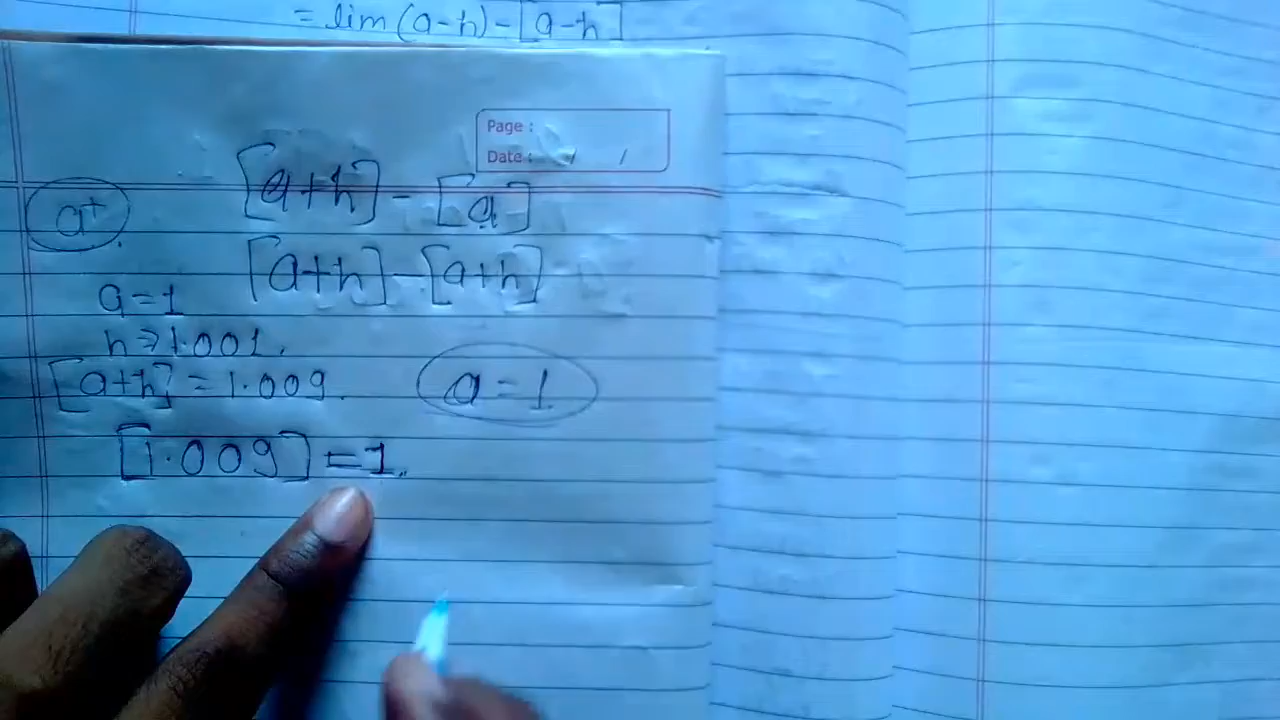 = lim (a-h) - [a-h]
Page :
Date : / /
[a+h] - [a]
a⁺
[a+h] - [a+h]
a=1
h⇒1.001.
[a+h] = 1.009.
a=1
[1.009] = 1.